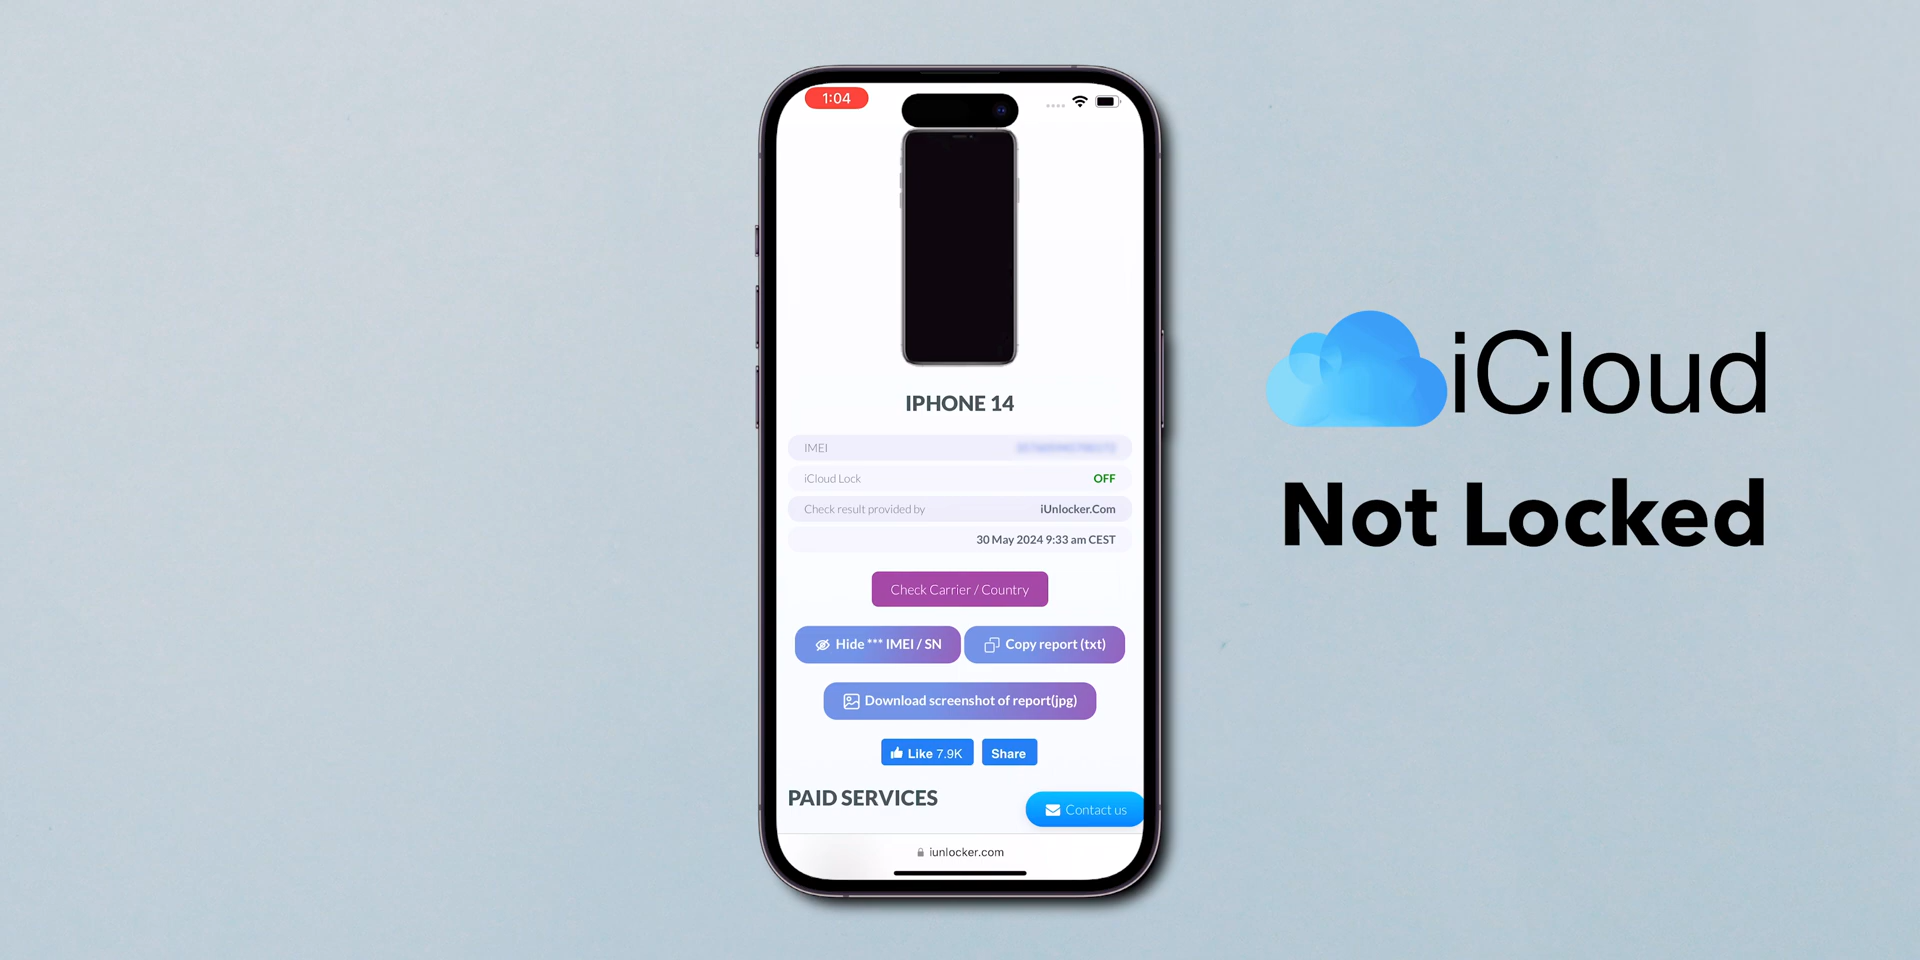 1:04
IPHONE 14
IMEI
iCloud Lock OFF
Check result provided by iUnlocker.Com
30 May 2024 9:33 am CEST
Check Carrier / Country
Hide *** IMEI / SN Copy report (txt)
Download screenshot of report(jpg)
Like 7.9K Share
PAID SERVICES
Contact us
iunlocker.com
iCloud
Not Locked